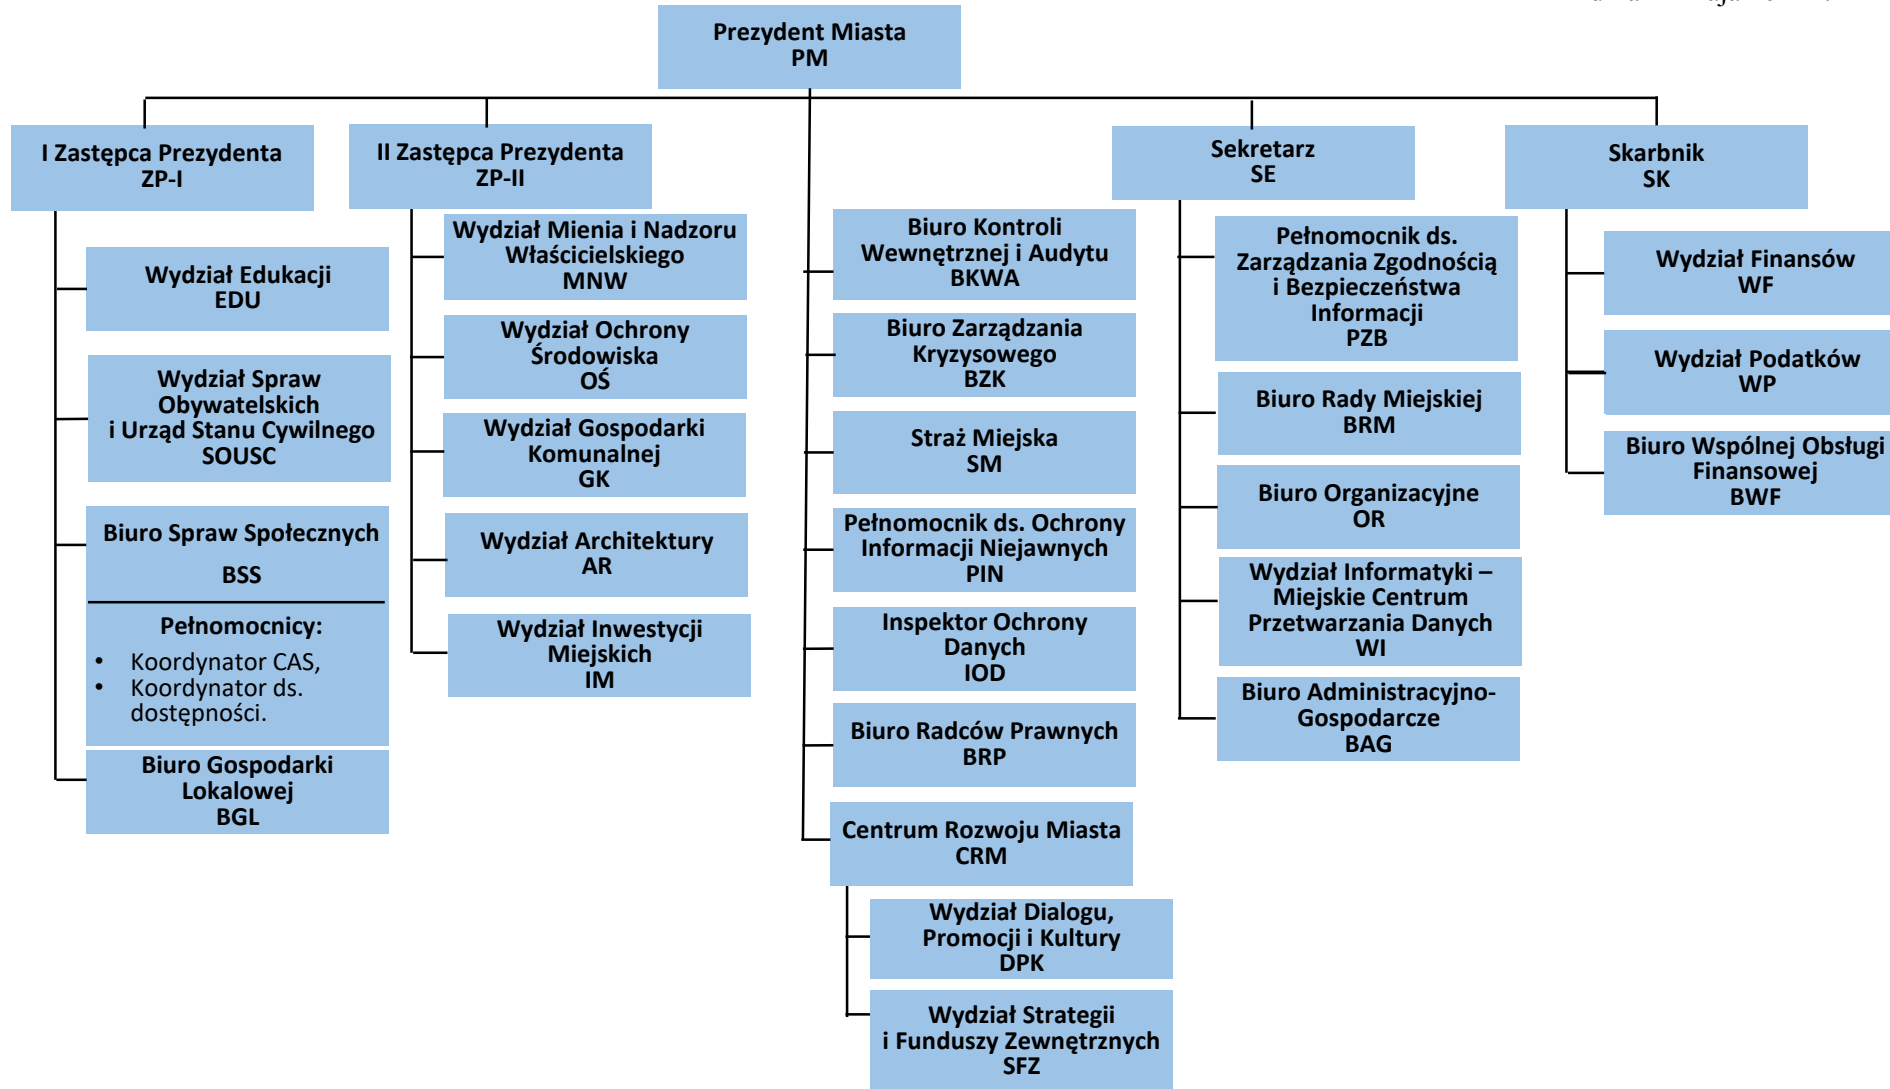 Prezydent Miasta
PM
I Zastępca Prezydenta
ZP-I
II Zastępca Prezydenta
ZP-II
Sekretarz
SE
Skarbnik
SK
Wydział Edukacji
EDU
Wydział Spraw
Obywatelskich
i Urząd Stanu Cywilnego
SOUSC
Biuro Spraw Społecznych
BSS
Pełnomocnicy:
• Koordynator CAS,
• Koordynator ds.
dostępności.
Biuro Gospodarki
Lokalowej
BGL
Wydział Mienia i Nadzoru
Właścicielskiego
MNW
Wydział Ochrony
Środowiska
OŚ
Wydział Gospodarki
Komunalnej
GK
Wydział Architektury
AR
Wydział Inwestycji
Miejskich
IM
Biuro Kontroli
Wewnętrznej i Audytu
BKWA
Biuro Zarządzania
Kryzysowego
BZK
Straż Miejska
SM
Pełnomocnik ds. Ochrony
Informacji Niejawnych
PIN
Inspektor Ochrony
Danych
IOD
Biuro Radców Prawnych
BRP
Centrum Rozwoju Miasta
CRM
Wydział Dialogu,
Promocji i Kultury
DPK
Wydział Strategii
i Funduszy Zewnętrznych
SFZ
Pełnomocnik ds.
Zarządzania Zgodnością
i Bezpieczeństwa
Informacji
PZB
Biuro Rady Miejskiej
BRM
Biuro Organizacyjne
OR
Wydział Informatyki –
Miejskie Centrum
Przetwarzania Danych
WI
Biuro Administracyjno-
Gospodarcze
BAG
Wydział Finansów
WF
Wydział Podatków
WP
Biuro Wspólnej Obsługi
Finansowej
BWF